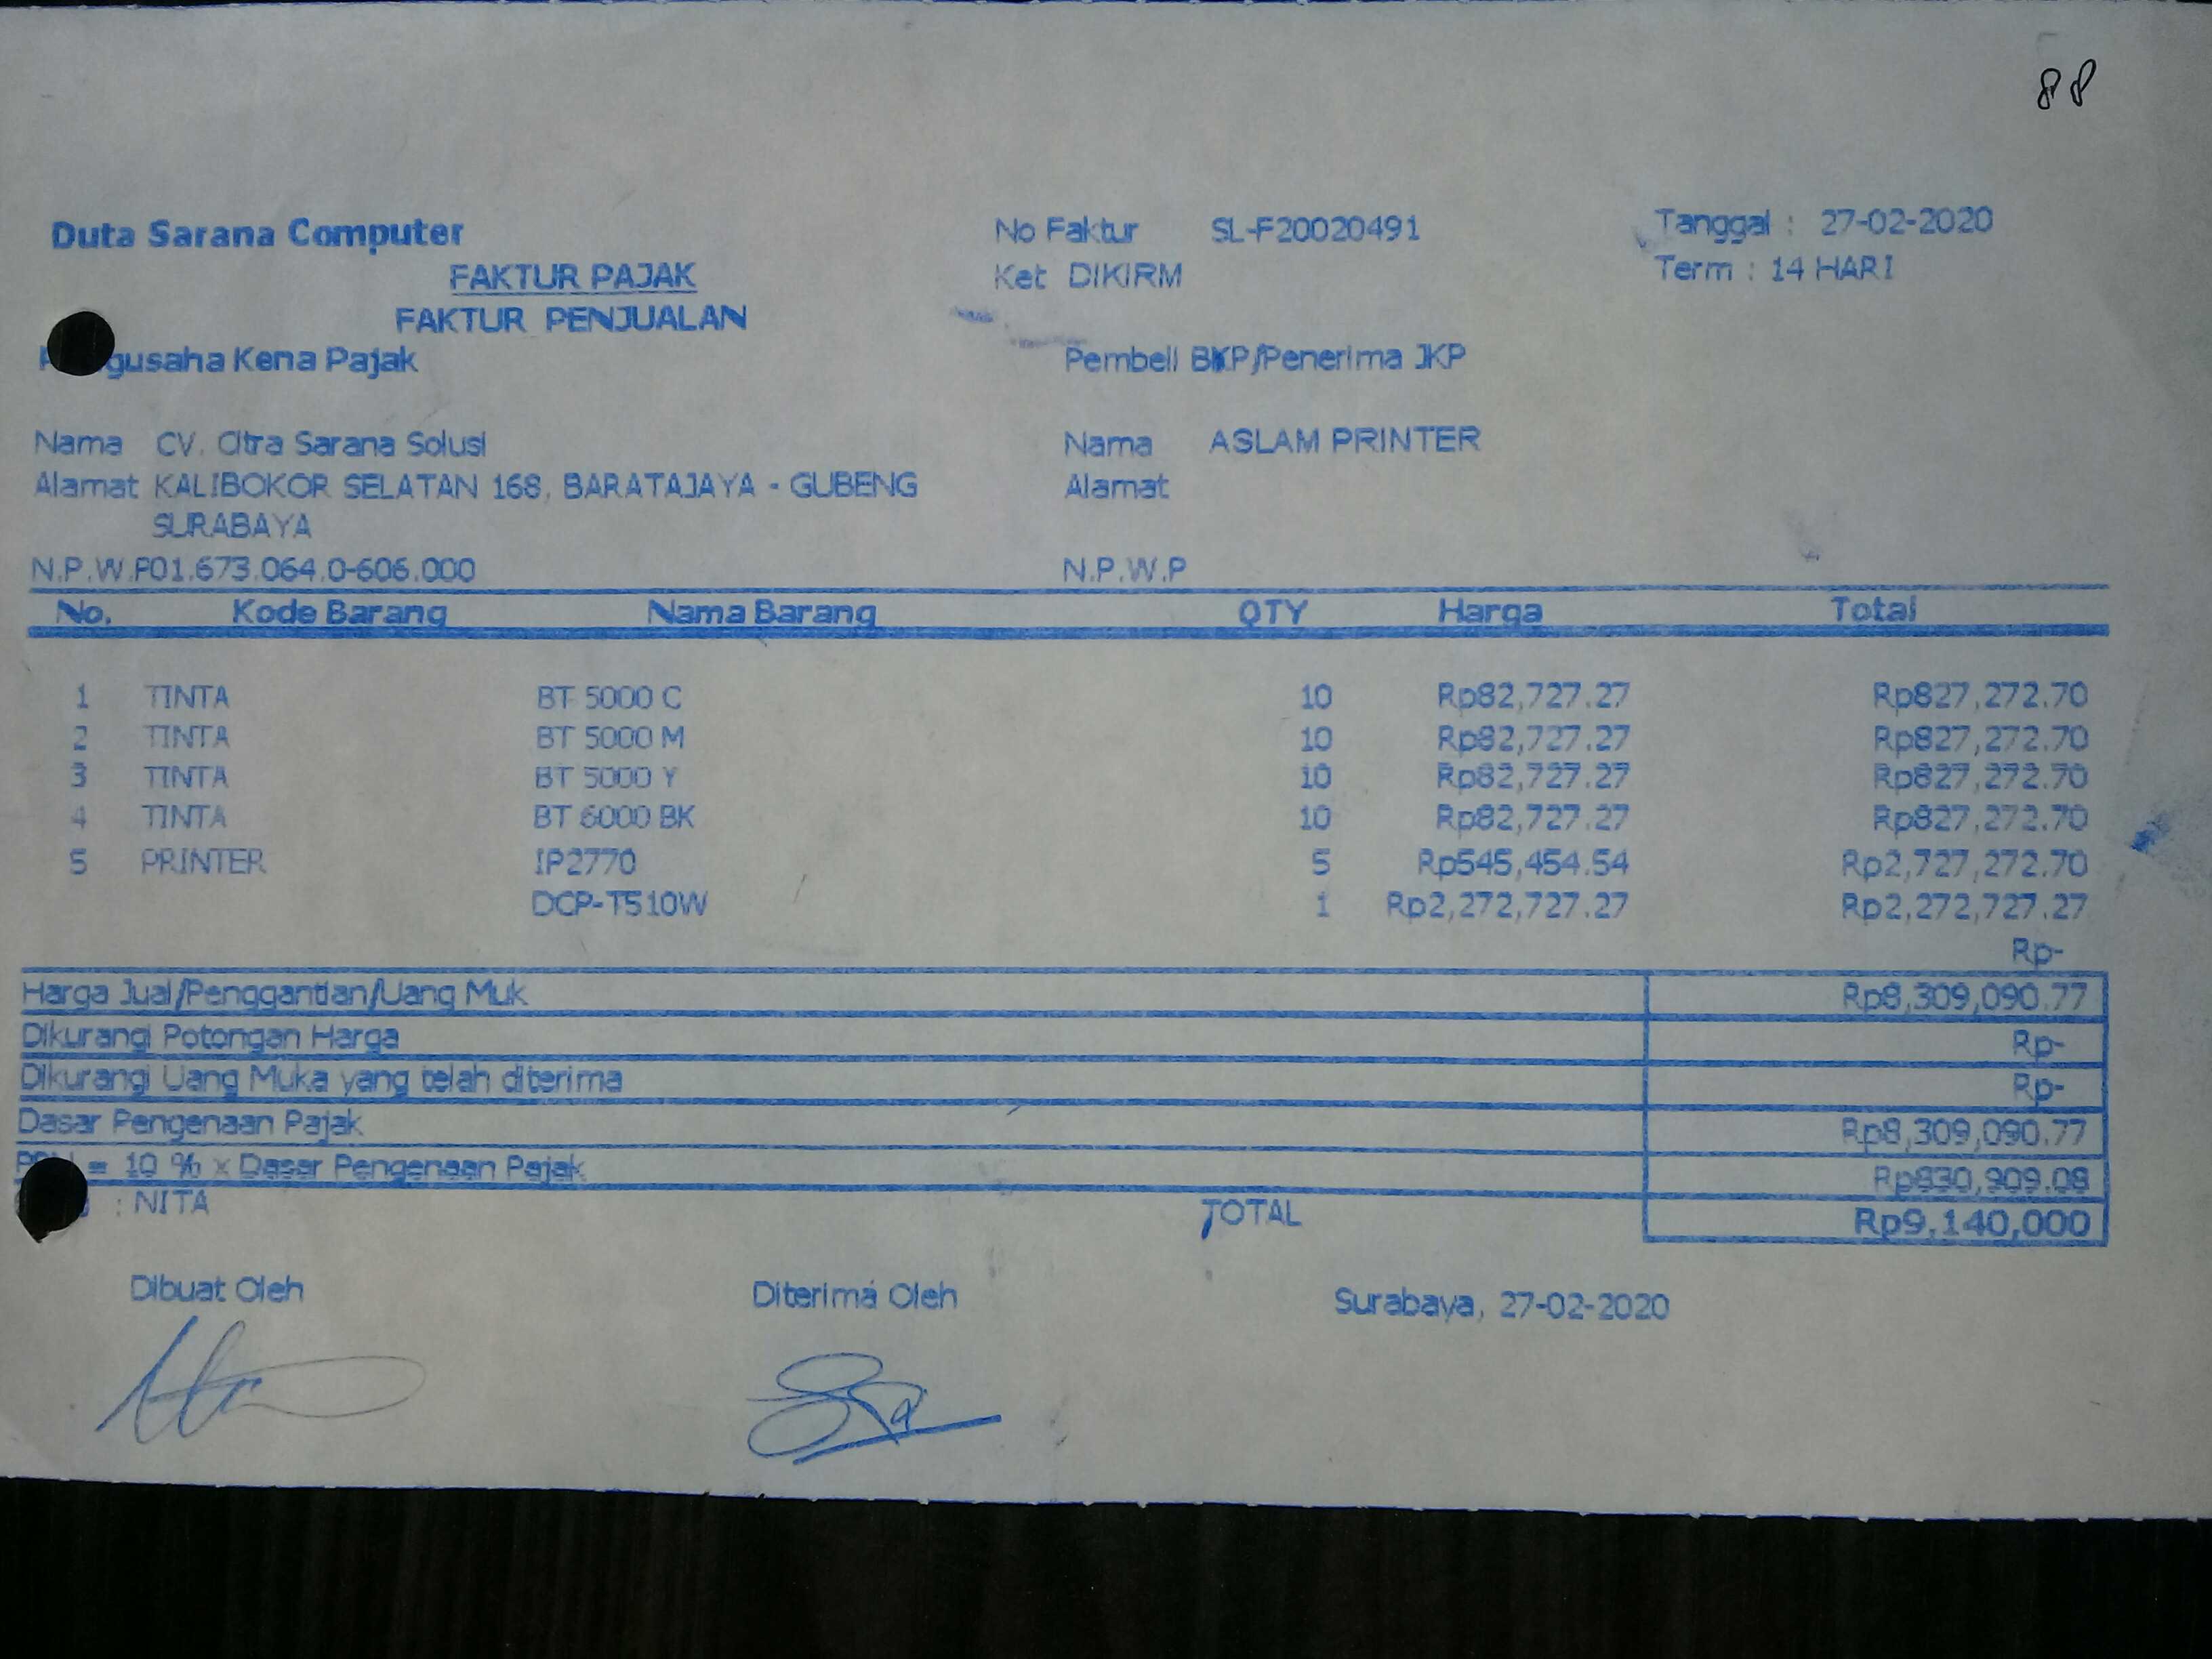 88
Duta Sarana Computer No Faktur SL-F20020491 Tanggal : 27-02-2020
FAKTUR PAJAK Ket DIKIRM Term : 14 HARI
FAKTUR PENJUALAN
gusaha Kena Pajak Pembeli BKP/Penerima JKP
Nama CV. Citra Sarana Solusi Nama ASLAM PRINTER
Alamat KALIBOKOR SELATAN 168, BARATAJAYA - GUBENG Alamat
SURABAYA
N.P.W.P01.673.064.0-606.000 N.P.W.P
No. Kode Barang Nama Barang QTY Harga Total
1 TINTA BT 5000 C 10 Rp82,727.27 Rp827,272.70
2 TINTA BT 5000 M 10 Rp82,727.27 Rp827,272.70
3 TINTA BT 5000 Y 10 Rp82,727.27 Rp827,272.70
4 TINTA BT 6000 BK 10 Rp82,727.27 Rp827,272.70
5 PRINTER IP2770 5 Rp545,454.54 Rp2,727,272.70
DCP-T510W 1 Rp2,272,727.27 Rp2,272,727.27
Rp-
Harga Jual/Penggantian/Uang Muk Rp8,309,090.77
Dikurangi Potongan Harga Rp-
Dikurangi Uang Muka yang telah diterima Rp-
Dasar Pengenaan Pajak Rp8,309,090.77
= 10 % x Dasar Pengenaan Pajak Rp830,909.08
: NITA TOTAL Rp9,140,000
Dibuat Oleh Diterima Oleh Surabaya, 27-02-2020